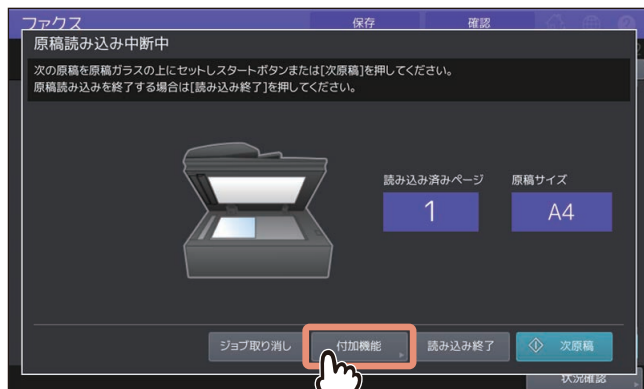 ファクス
保存
確認
原稿読み込み中断中
次の原稿を原稿ガラスの上にセットしスタートボタンまたは[次原稿]を押してください。
原稿読み込みを終了する場合は[読み込み終了]を押してください。
読み込み済みページ
原稿サイズ
1
A4
ジョブ取り消し
付加機能
読み込み終了
次原稿
状況確認